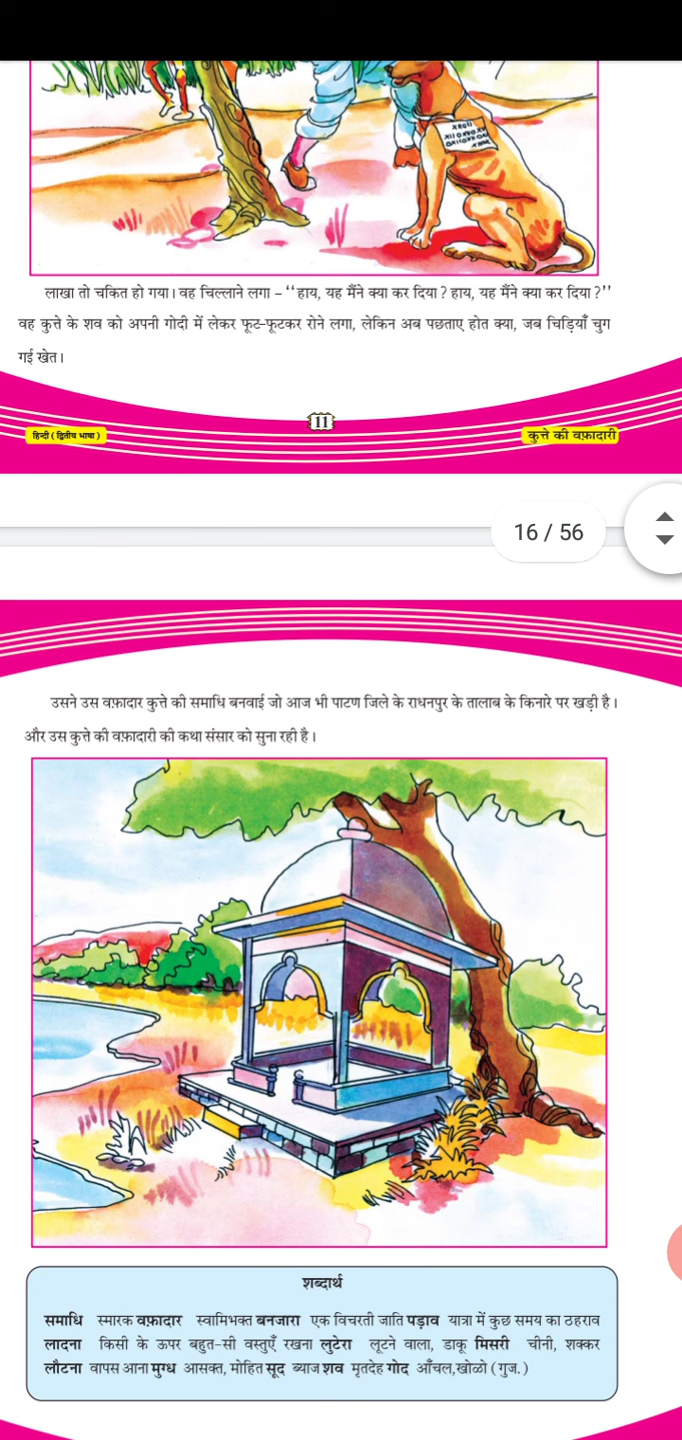 लाखा तो चकित हो गया। वह चिल्लाने लगा – ‘‘हाय, यह मैंने क्या कर दिया ? हाय, यह मैंने क्या कर दिया ?’’
वह कुत्ते के शव को अपनी गोदी में लेकर फूट-फूटकर रोने लगा, लेकिन अब पछताए होत क्या, जब चिड़ियाँ चुग
गई खेत।
11
हिन्दी ( द्वितीय भाषा )
कुत्ते की वफ़ादारी
16 / 56
उसने उस वफ़ादार कुत्ते की समाधि बनवाई जो आज भी पाटण जिले के राधनपुर के तालाब के किनारे पर खड़ी है।
और उस कुत्ते की वफ़ादारी की कथा संसार को सुना रही है।
शब्दार्थ
समाधि स्मारक वफ़ादार स्वामिभक्त बनजारा एक विचरती जाति पड़ाव यात्रा में कुछ समय का ठहराव
लादना किसी के ऊपर बहुत-सी वस्तुएँ रखना लुटेरा लूटने वाला, डाकू मिसरी चीनी, शक्कर
लौटना वापस आना मुग्ध आसक्त, मोहित सूद ब्याज शव मृतदेह गोद आँचल,खोळो ( गुज. )